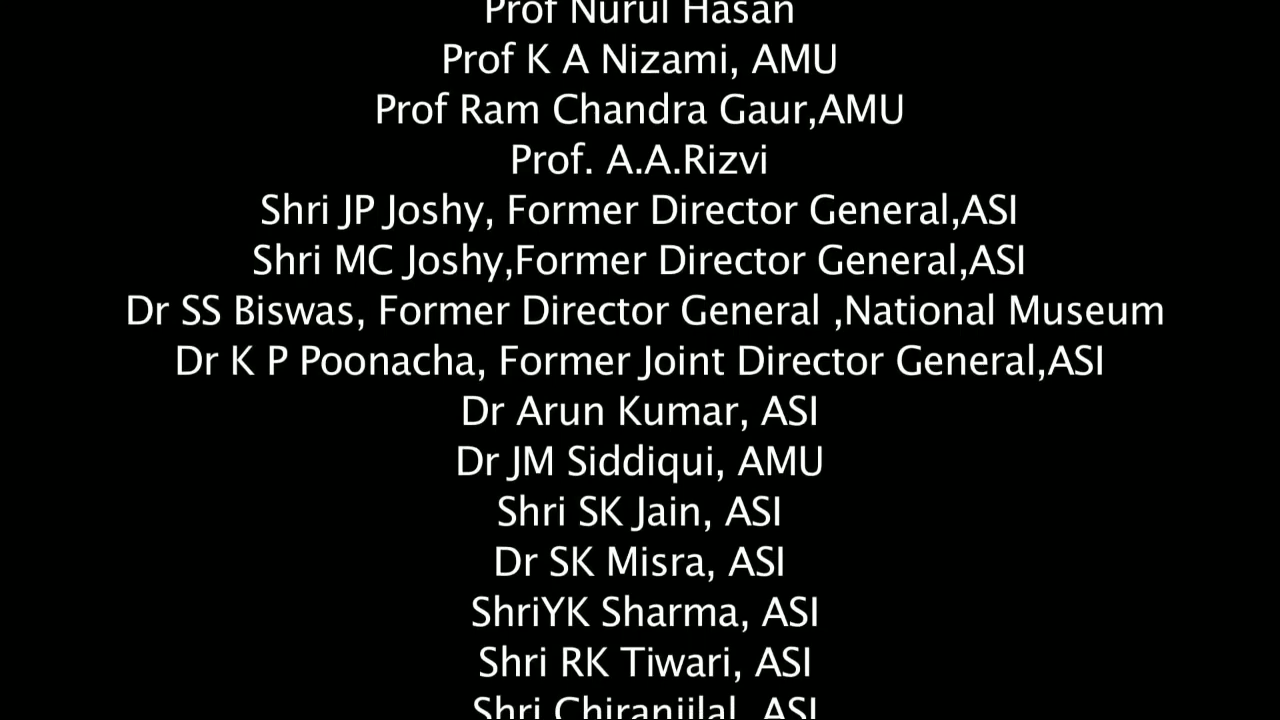 Prof Nurul Hasan
Prof K A Nizami, AMU
Prof Ram Chandra Gaur,AMU
Prof. A.A.Rizvi
Shri JP Joshy, Former Director General,ASI
Shri MC Joshy,Former Director General,ASI
Dr SS Biswas, Former Director General ,National Museum
Dr K P Poonacha, Former Joint Director General,ASI
Dr Arun Kumar, ASI
Dr JM Siddiqui, AMU
Shri SK Jain, ASI
Dr SK Misra, ASI
ShriYK Sharma, ASI
Shri RK Tiwari, ASI
Shri Chiranjilal, ASI